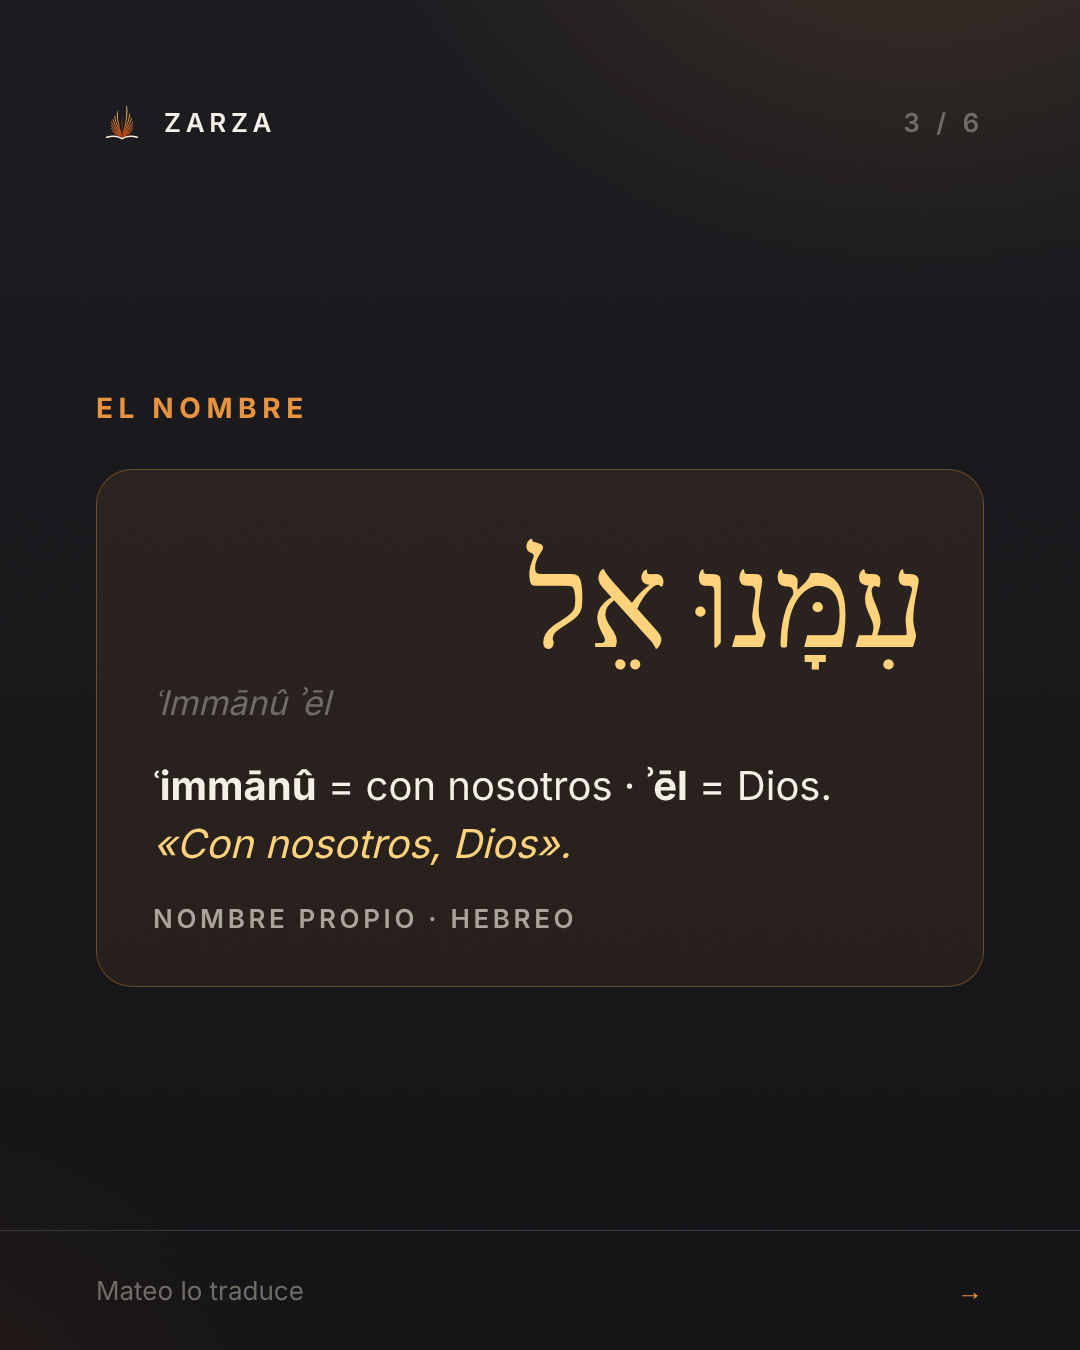 ZARZA
3 / 6
EL NOMBRE
עִמָּנוּ אֵל
ʿImmānû ʾēl
ʿimmānû = con nosotros · ʾēl = Dios.
«Con nosotros, Dios».
NOMBRE PROPIO · HEBREO
Mateo lo traduce →